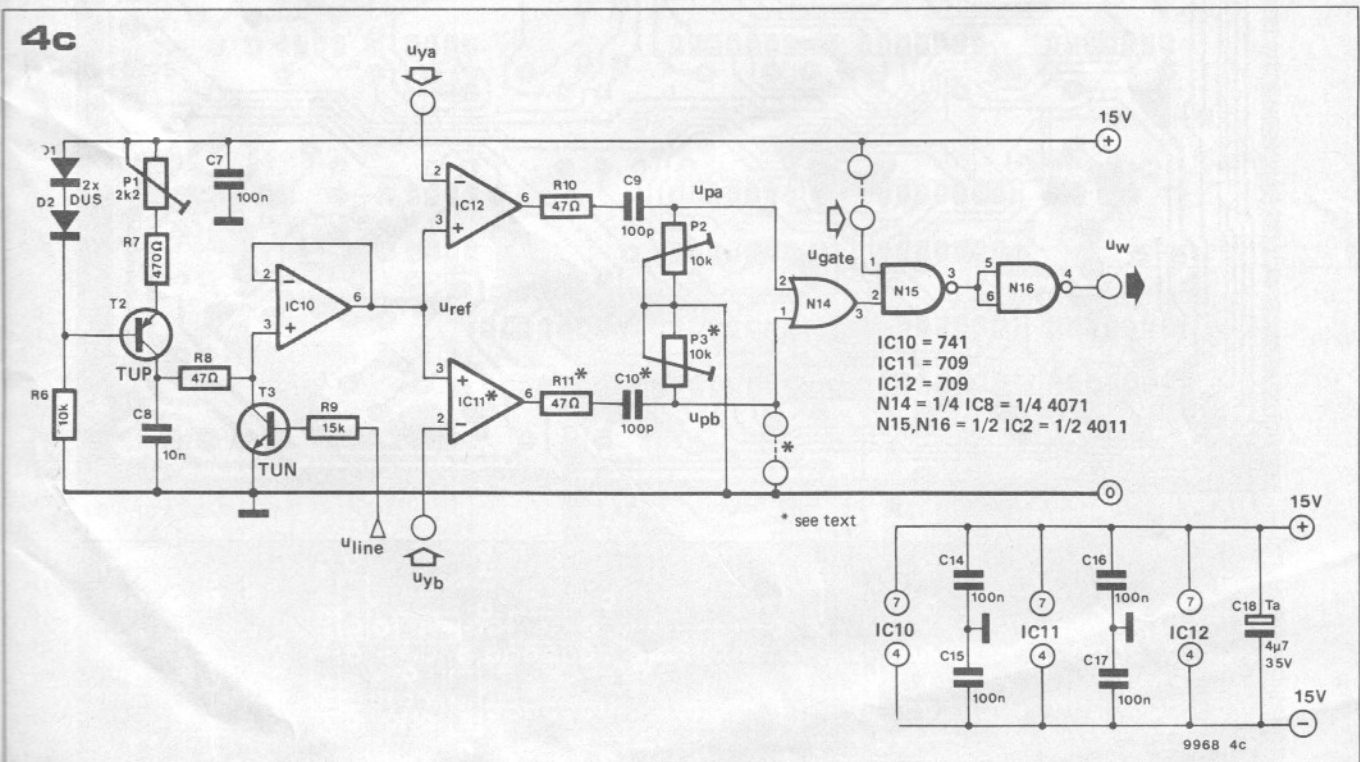 4c
uya
15V
+
D1
2x
DUS
D2
P1
2k2
C7
100n
R7
470Ω
2
3
+
IC12
6
R10
47Ω
C9
100p
upa
P2
10k
ugate
uw
T2
TUP
2
−
3
+
IC10
6
uref
2
1
N14
3
1
2
N15
3
5
6
N16
4
R8
47Ω
T3
TUN
R9
15k
R6
10k
C8
10n
3
+
2
−
IC11*
6
R11*
47Ω
C10*
100p
P3*
10k
upb
*
IC10 = 741
IC11 = 709
IC12 = 709
N14 = 1/4 IC8 = 1/4 4071
N15,N16 = 1/2 IC2 = 1/2 4011
0
* see text
uline
uyb
15V
+
C14
100n
C16
100n
7
IC10
4
7
IC11
4
7
IC12
4
C18
Ta
4µ7
35V
C15
100n
C17
100n
15V
−
9968 4c